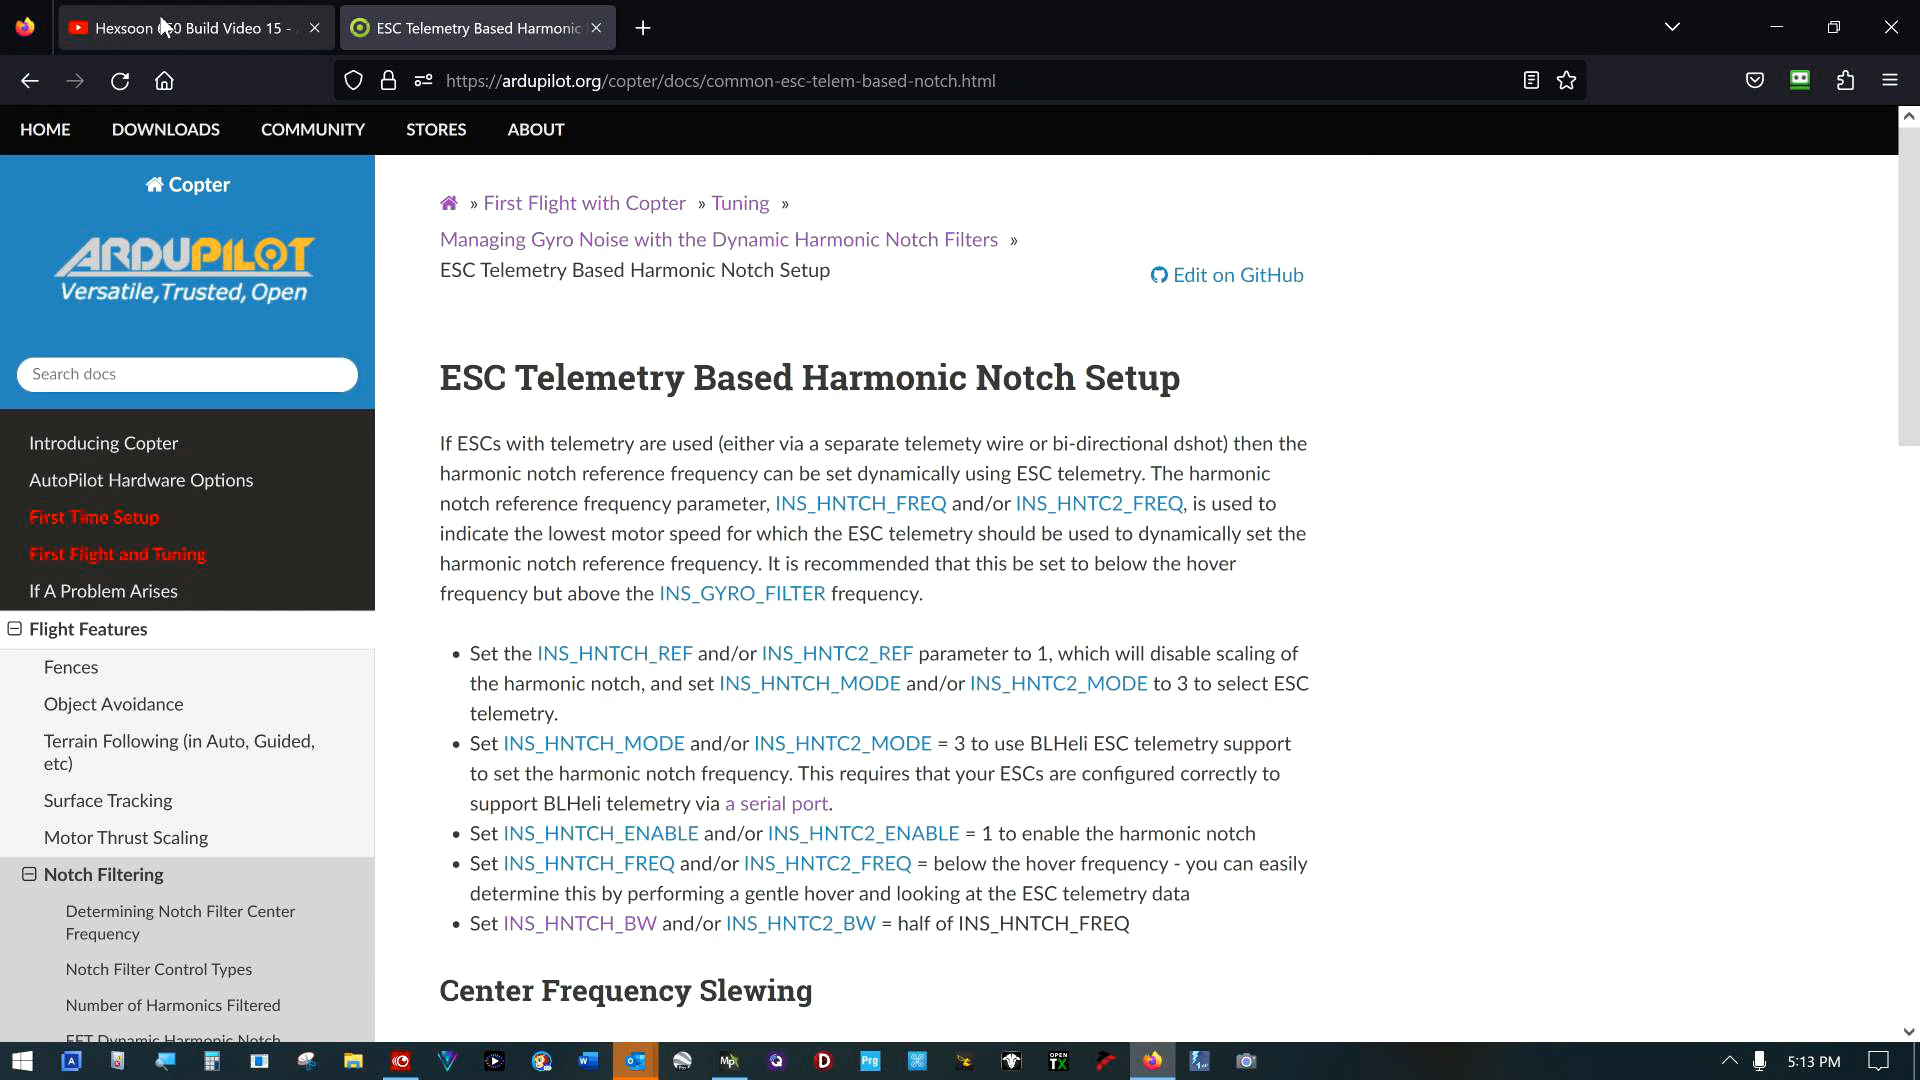 Hexsoon 650 Build Video 15 -
ESC Telemetry Based Harmonic
https://ardupilot.org/copter/docs/common-esc-telem-based-notch.html
HOME DOWNLOADS COMMUNITY STORES ABOUT
Copter
ARDUPILOT
Versatile,Trusted, Open
Search docs
Introducing Copter
AutoPilot Hardware Options
First Time Setup
First Flight and Tuning
If A Problem Arises
Flight Features
Fences
Object Avoidance
Terrain Following (in Auto, Guided,
etc)
Surface Tracking
Motor Thrust Scaling
Notch Filtering
Determining Notch Filter Center
Frequency
Notch Filter Control Types
Number of Harmonics Filtered
FFT Dynamic Harmonic Notch
» First Flight with Copter » Tuning »
Managing Gyro Noise with the Dynamic Harmonic Notch Filters »
ESC Telemetry Based Harmonic Notch Setup
Edit on GitHub
ESC Telemetry Based Harmonic Notch Setup
If ESCs with telemetry are used (either via a separate telemety wire or bi-directional dshot) then the
harmonic notch reference frequency can be set dynamically using ESC telemetry. The harmonic
notch reference frequency parameter, INS_HNTCH_FREQ and/or INS_HNTC2_FREQ, is used to
indicate the lowest motor speed for which the ESC telemetry should be used to dynamically set the
harmonic notch reference frequency. It is recommended that this be set to below the hover
frequency but above the INS_GYRO_FILTER frequency.
• Set the INS_HNTCH_REF and/or INS_HNTC2_REF parameter to 1, which will disable scaling of
the harmonic notch, and set INS_HNTCH_MODE and/or INS_HNTC2_MODE to 3 to select ESC
telemetry.
• Set INS_HNTCH_MODE and/or INS_HNTC2_MODE = 3 to use BLHeli ESC telemetry support
to set the harmonic notch frequency. This requires that your ESCs are configured correctly to
support BLHeli telemetry via a serial port.
• Set INS_HNTCH_ENABLE and/or INS_HNTC2_ENABLE = 1 to enable the harmonic notch
• Set INS_HNTCH_FREQ and/or INS_HNTC2_FREQ = below the hover frequency - you can easily
determine this by performing a gentle hover and looking at the ESC telemetry data
• Set INS_HNTCH_BW and/or INS_HNTC2_BW = half of INS_HNTCH_FREQ
Center Frequency Slewing
Prg
OPEN
TX
5:13 PM